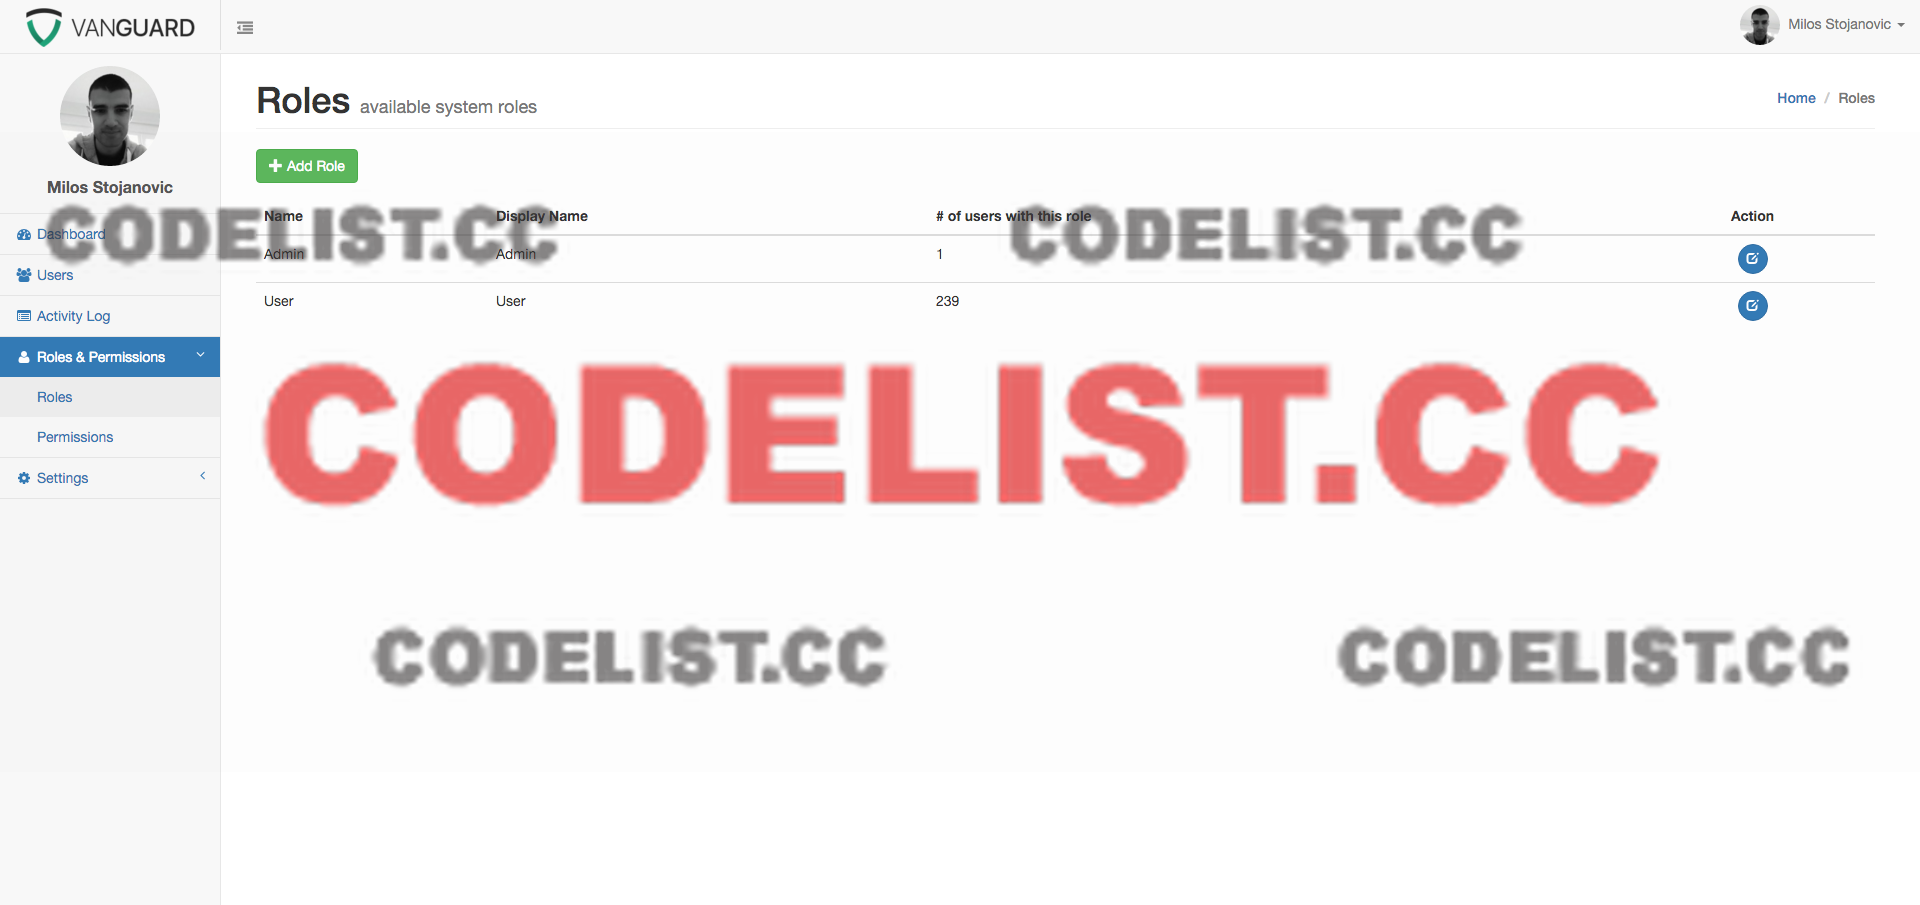 VANGUARD
Milos Stojanovic
Milos Stojanovic
Dashboard
Users
Activity Log
Roles & Permissions
Roles
Permissions
Settings
Roles available system roles
Home / Roles
Add Role
Name Display Name # of users with this role Action
Admin Admin 1
User User 239
CODELIST.CC CODELIST.CC
CODELIST.CC
CODELIST.CC CODELIST.CC